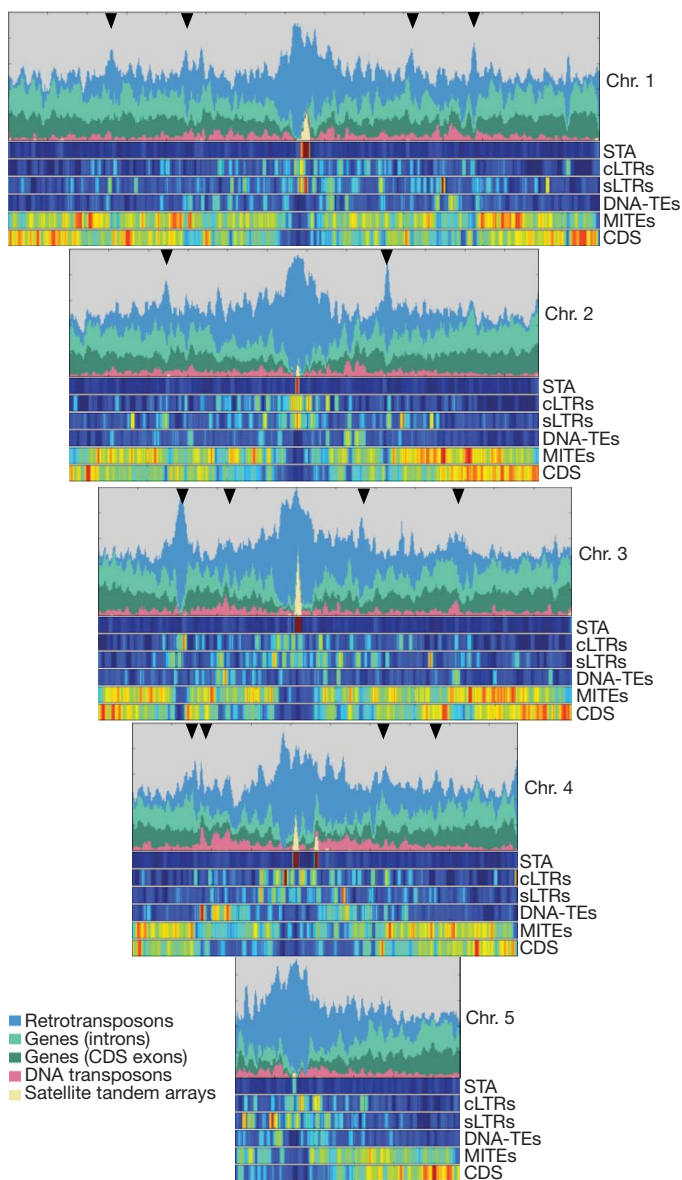 Chr. 1
STA
cLTRs
sLTRs
DNA-TEs
MITEs
CDS
Chr. 2
STA
cLTRs
sLTRs
DNA-TEs
MITEs
CDS
Chr. 3
STA
cLTRs
sLTRs
DNA-TEs
MITEs
CDS
Chr. 4
STA
cLTRs
sLTRs
DNA-TEs
MITEs
CDS
Chr. 5
Retrotransposons
Genes (introns)
Genes (CDS exons)
DNA transposons
Satellite tandem arrays
STA
cLTRs
sLTRs
DNA-TEs
MITEs
CDS